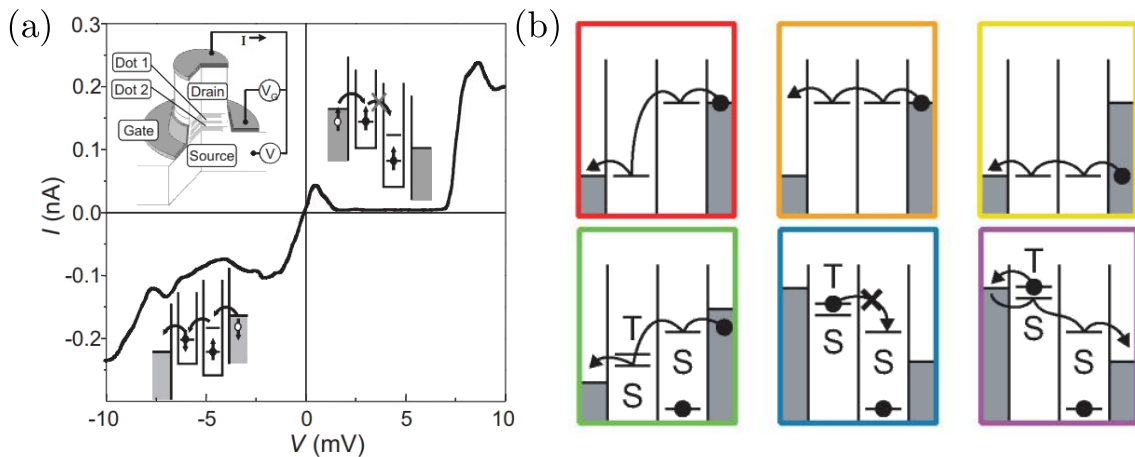 (a)
I (nA)
0.3
0.2
0.1
0.0
-0.1
-0.2
-10
-5
0
5
10
V (mV)
I
Dot 1
Dot 2
Drain
Gate
Source
V_G
V
(b)
T
S
S
T
S
S
T
S
S